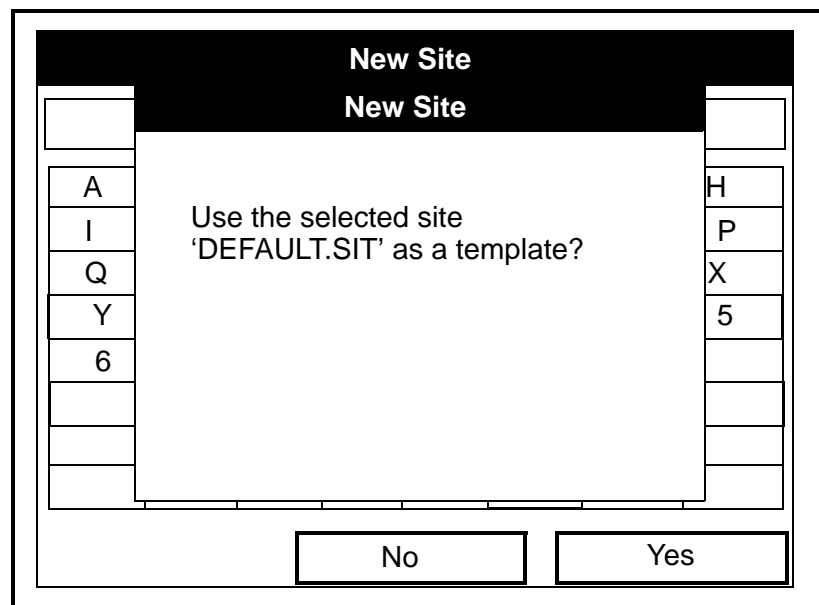 New Site
New Site
A H
Use the selected site
I P
‘DEFAULT.SIT’ as a template?
Q X
Y 5
6
No Yes